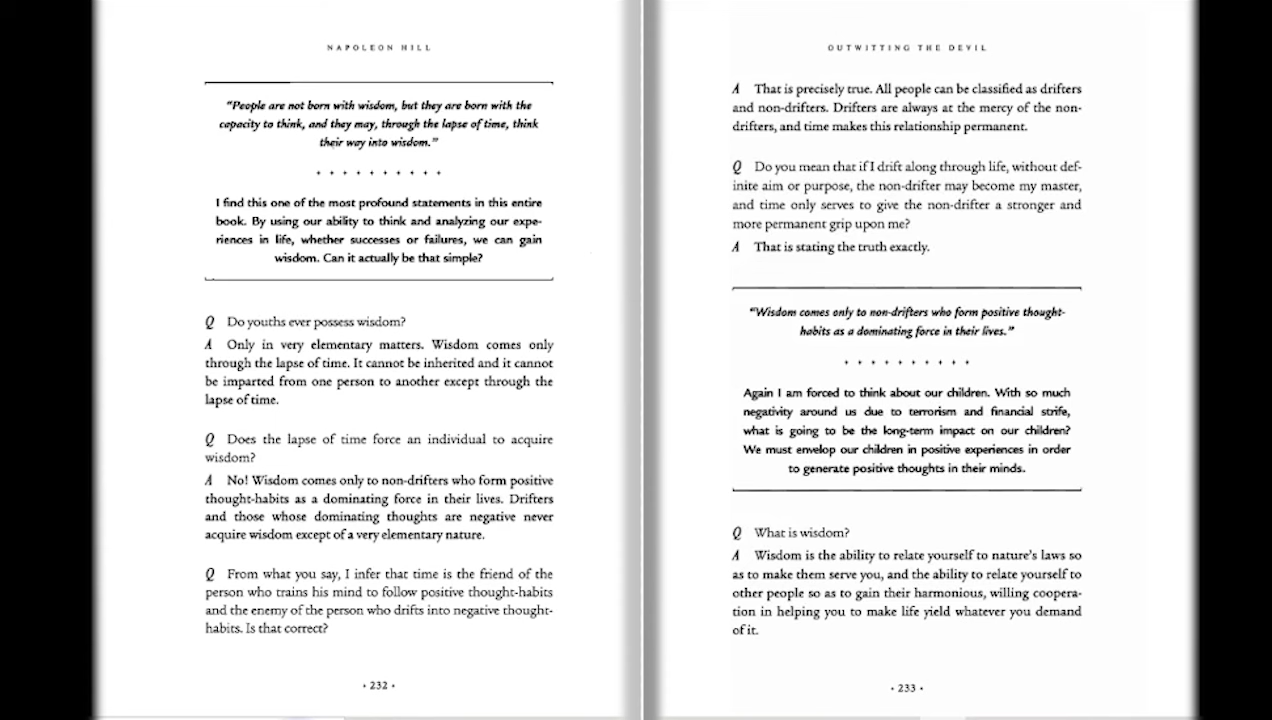 NAPOLEON HILL
"People are not born with wisdom, but they are born with the
capacity to think, and they may, through the lapse of time, think
their way into wisdom."
I find this one of the most profound statements in this entire
book. By using our ability to think and analyzing our expe-
riences in life, whether successes or failures, we can gain
wisdom. Can it actually be that simple?
Q Do youths ever possess wisdom?
A Only in very elementary matters. Wisdom comes only
through the lapse of time. It cannot be inherited and it cannot
be imparted from one person to another except through the
lapse of time.
Q Does the lapse of time force an individual to acquire
wisdom?
A No! Wisdom comes only to non-drifters who form positive
thought-habits as a dominating force in their lives. Drifters
and those whose dominating thoughts are negative never
acquire wisdom except of a very elementary nature.
Q From what you say, I infer that time is the friend of the
person who trains his mind to follow positive thought-habits
and the enemy of the person who drifts into negative thought-
habits. Is that correct?
• 232 •
OUTWITTING THE DEVIL
A That is precisely true. All people can be classified as drifters
and non-drifters. Drifters are always at the mercy of the non-
drifters, and time makes this relationship permanent.
Q Do you mean that if I drift along through life, without def-
inite aim or purpose, the non-drifter may become my master,
and time only serves to give the non-drifter a stronger and
more permanent grip upon me?
A That is stating the truth exactly.
"Wisdom comes only to non-drifters who form positive thought-
habits as a dominating force in their lives."
Again I am forced to think about our children. With so much
negativity around us due to terrorism and financial strife,
what is going to be the long-term impact on our children?
We must envelop our children in positive experiences in order
to generate positive thoughts in their minds.
Q What is wisdom?
A Wisdom is the ability to relate yourself to nature's laws so
as to make them serve you, and the ability to relate yourself to
other people so as to gain their harmonious, willing coopera-
tion in helping you to make life yield whatever you demand
of it.
• 233 •